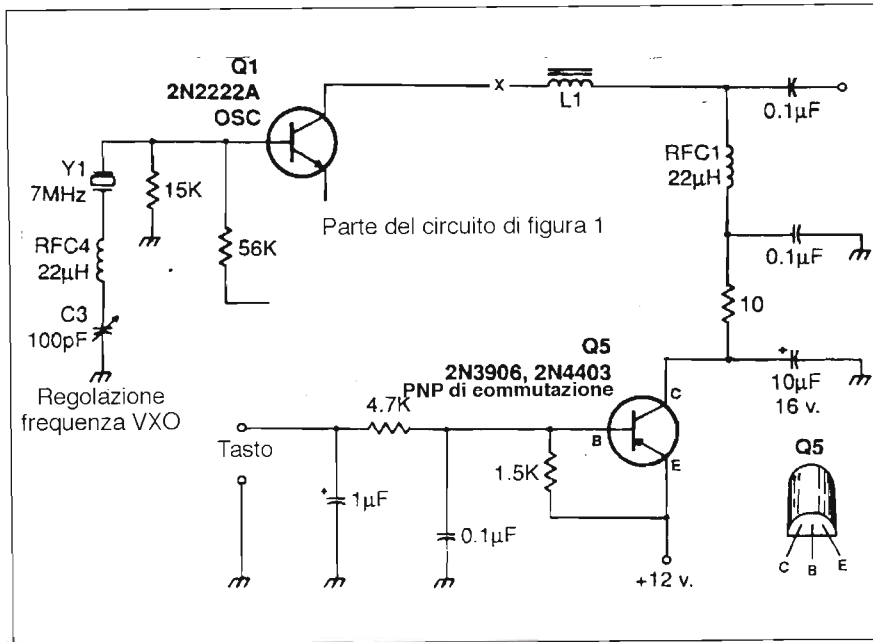 Q1
2N2222A
OSC
X
L1
0.1µF
RFC1
22µH
Y1
7MHz
15K
Parte del circuito di figura 1
RFC4
22µH
56K
0.1µF
10
C3
100pF
Q5
2N3906, 2N4403
PNP di commutazione
+
10µF
16 v.
Regolazione
frequenza VXO
4.7K
C
B
E
Q5
Tasto
1.5K
+
1µF
0.1µF
+12 v.
C
B
E